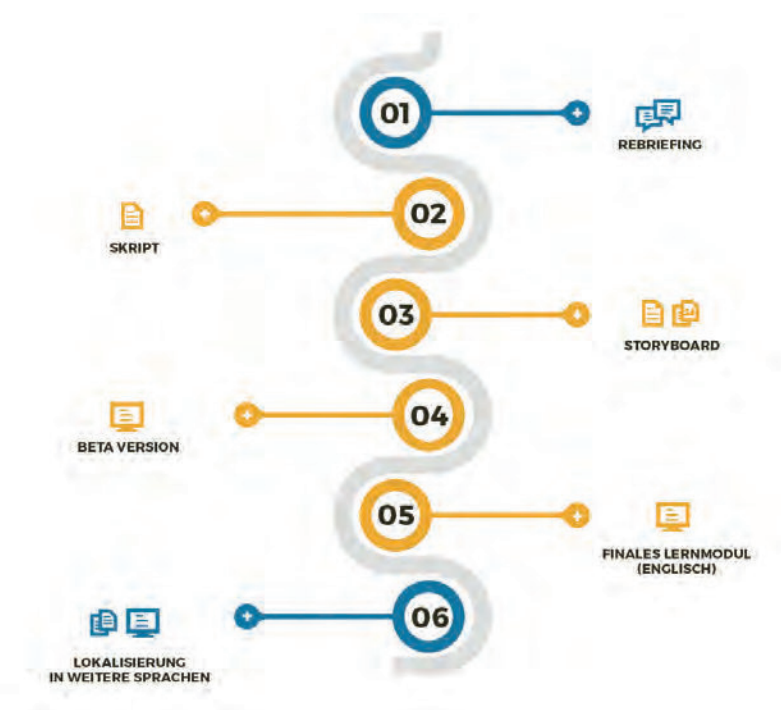 01
REBRIEFING
02
SKRIPT
03
STORYBOARD
04
BETA VERSION
05
FINALES LERNMODUL
(ENGLISCH)
06
LOKALISIERUNG
IN WEITERE SPRACHEN